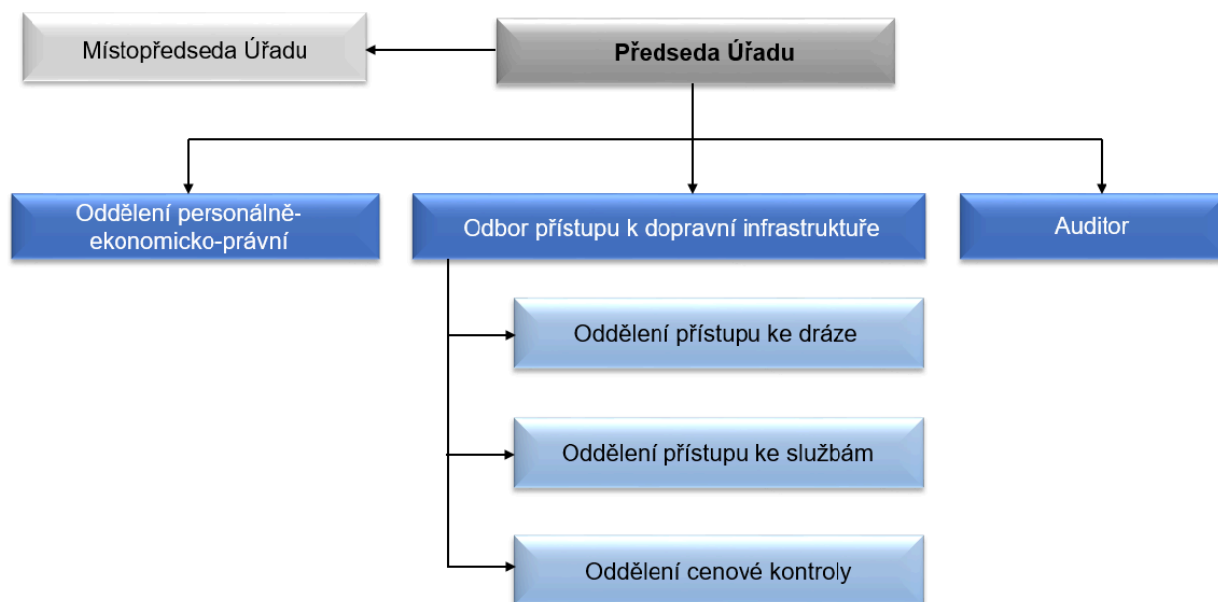 Místopředseda Úřadu
Předseda Úřadu
Oddělení personálně-
ekonomicko-právní
Odbor přístupu k dopravní infrastruktuře
Auditor
Oddělení přístupu ke dráze
Oddělení přístupu ke službám
Oddělení cenové kontroly